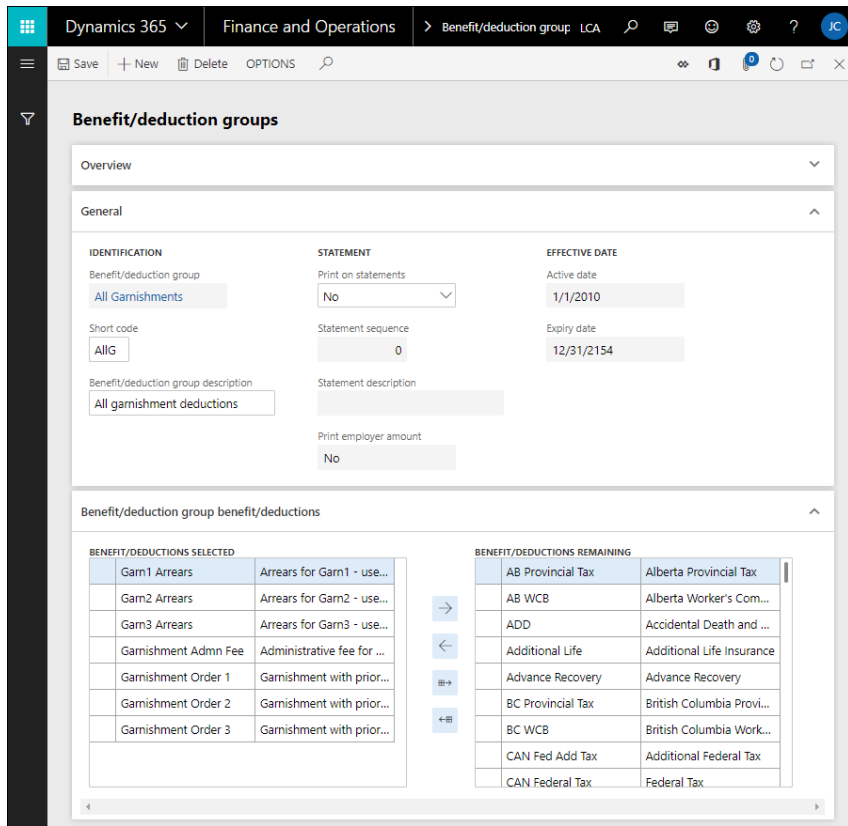 Dynamics 365 Finance and Operations Benefit/deduction group LCA ? JC
Save New Delete OPTIONS 0
Benefit/deduction groups
Overview
General
IDENTIFICATION STATEMENT EFFECTIVE DATE
Benefit/deduction group Print on statements Active date
All Garnishments No 1/1/2010
Short code Statement sequence Expiry date
AllG 0 12/31/2154
Benefit/deduction group description Statement description
All garnishment deductions
Print employer amount
No
Benefit/deduction group benefit/deductions
BENEFIT/DEDUCTIONS SELECTED BENEFIT/DEDUCTIONS REMAINING
Garn1 Arrears Arrears for Garn1 - use... AB Provincial Tax Alberta Provincial Tax
Garn2 Arrears Arrears for Garn2 - use... AB WCB Alberta Worker's Com...
Garn3 Arrears Arrears for Garn3 - use... ADD Accidental Death and ...
Garnishment Admn Fee Administrative fee for ... Additional Life Additional Life Insurance
Garnishment Order 1 Garnishment with prior... Advance Recovery Advance Recovery
Garnishment Order 2 Garnishment with prior... BC Provincial Tax British Columbia Provi...
Garnishment Order 3 Garnishment with prior... BC WCB British Columbia Work...
CAN Fed Add Tax Additional Federal Tax
CAN Federal Tax Federal Tax